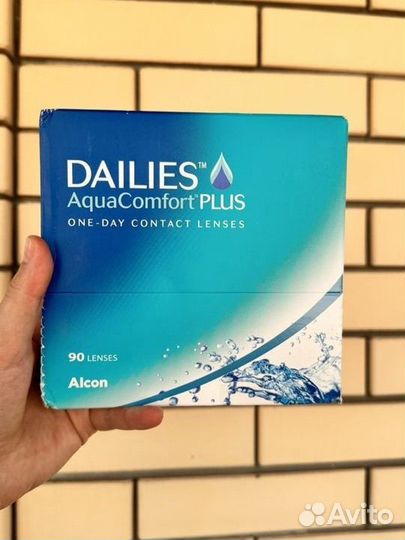 DAILIES™
AquaComfort® PLUS
ONE-DAY CONTACT LENSES
90 LENSES
Alcon
Avito